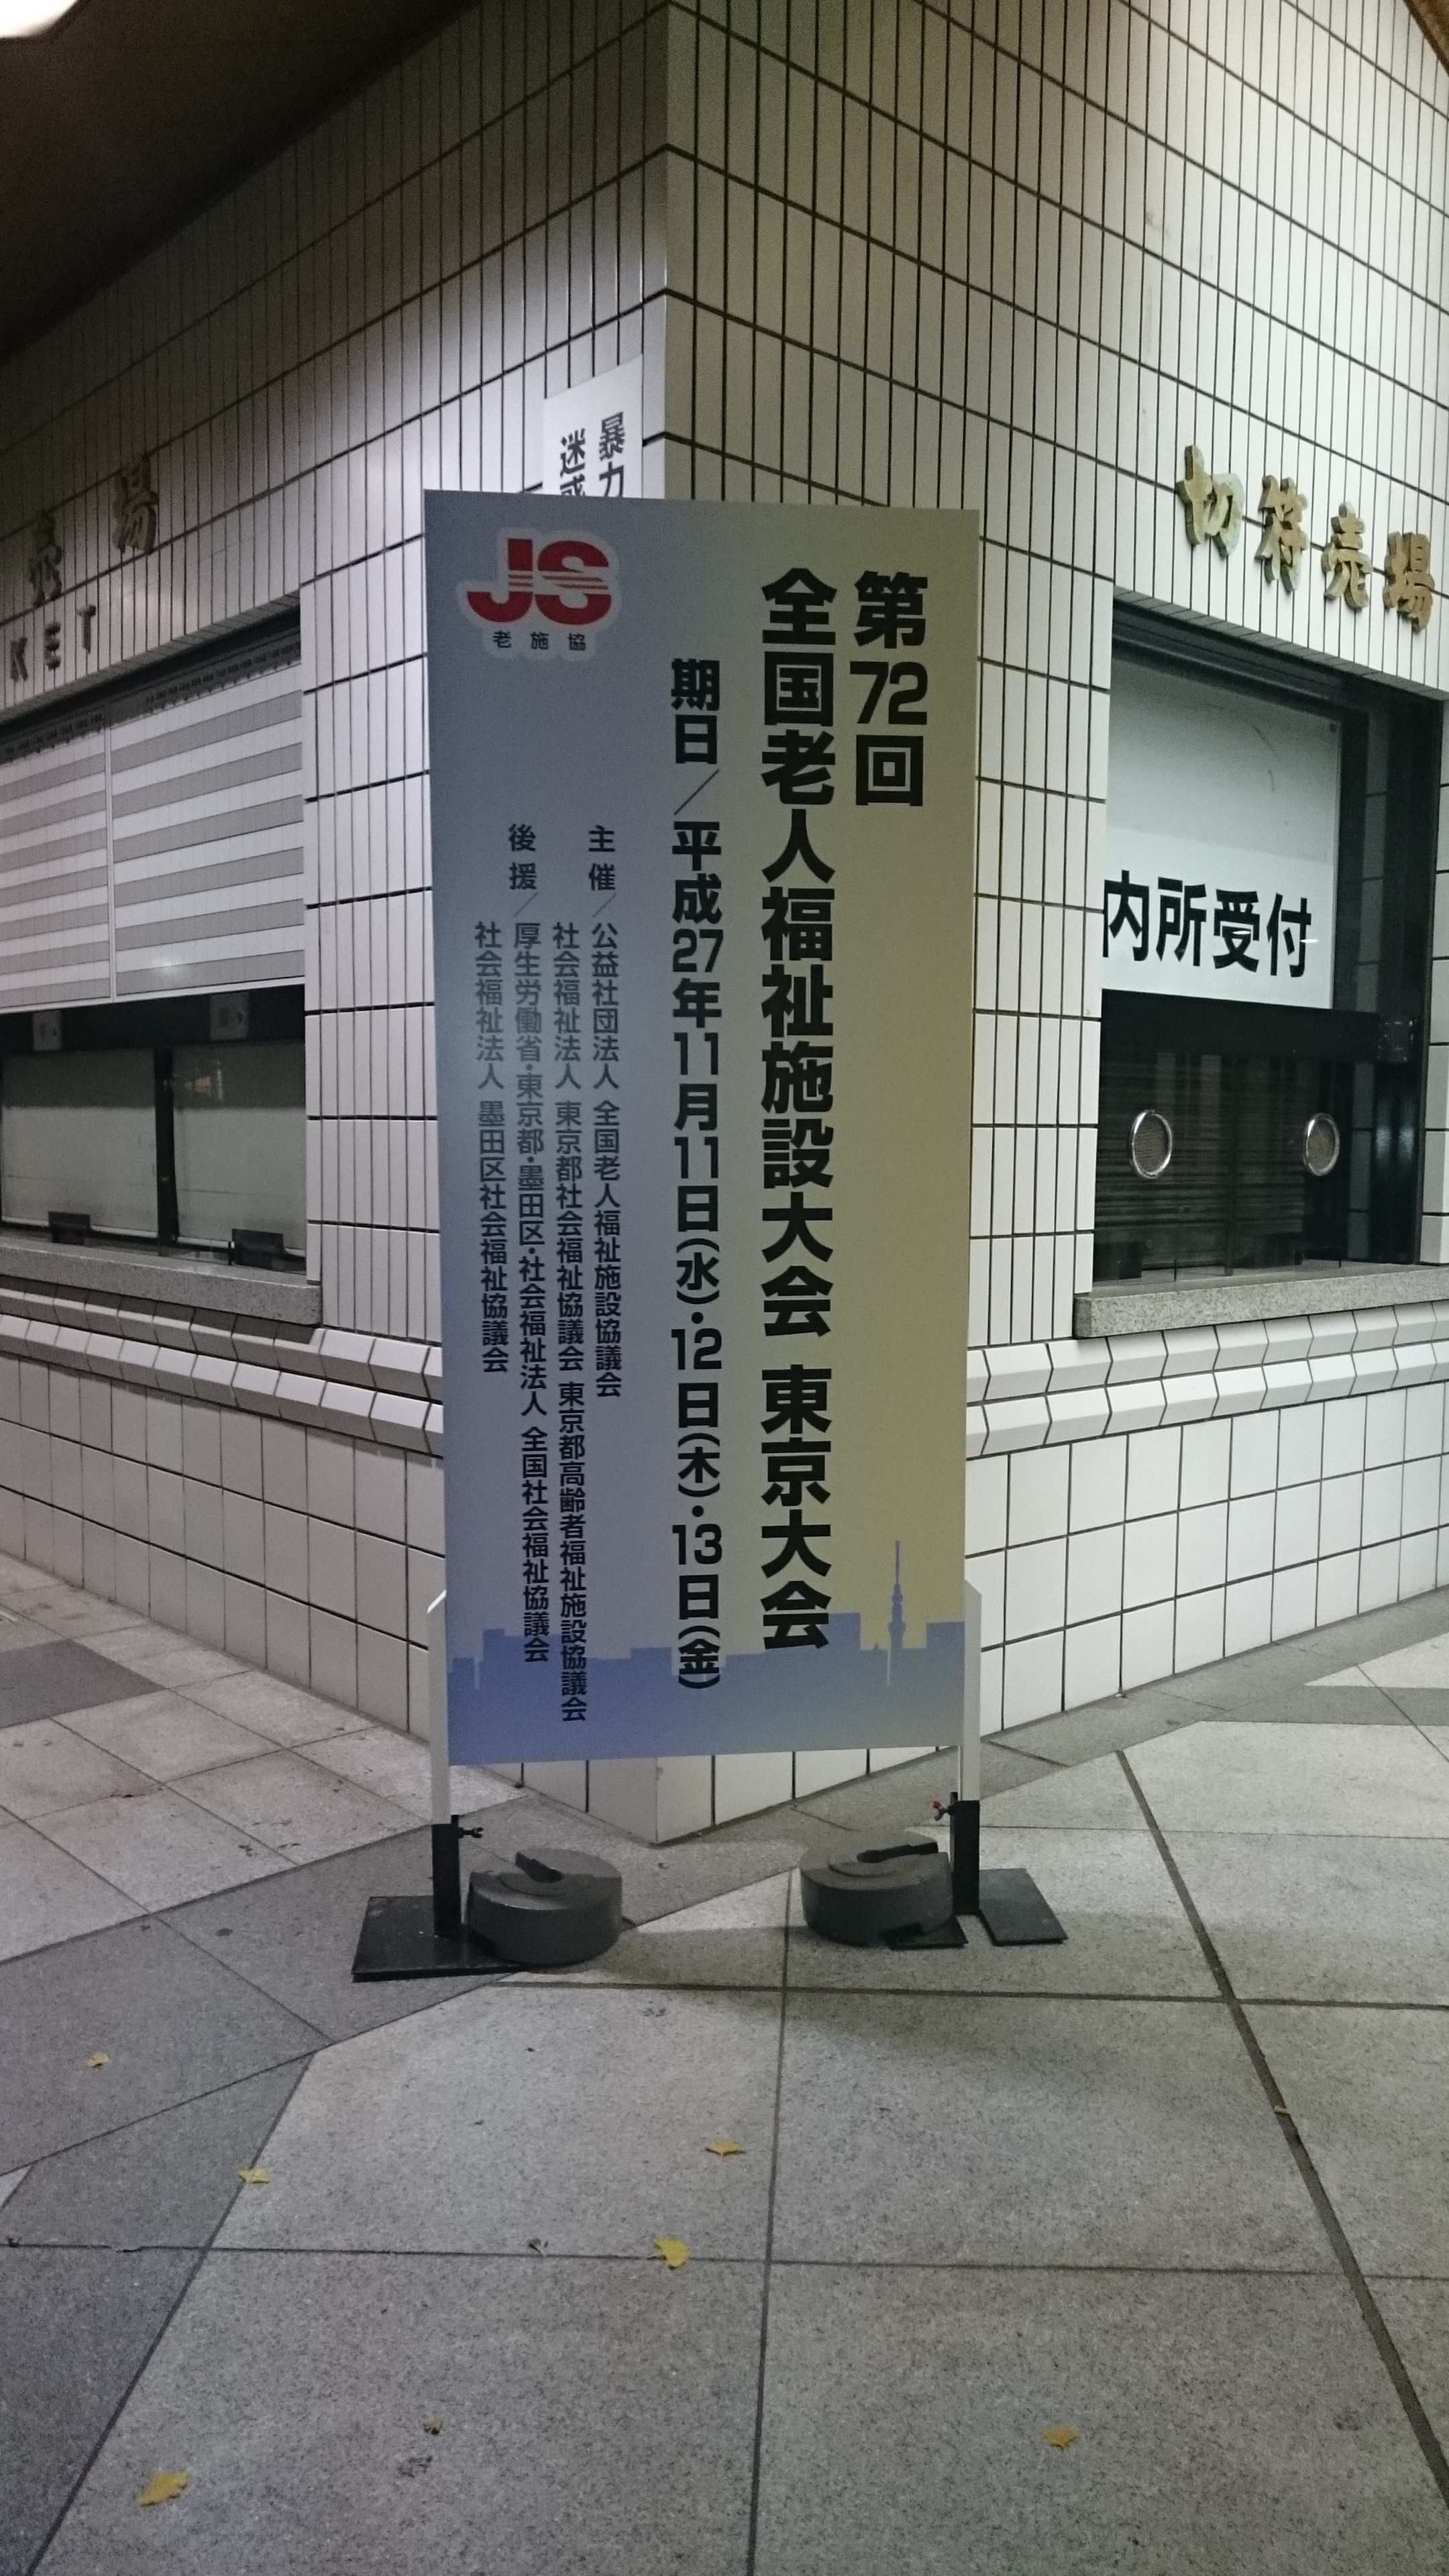 第72回
全国老人福祉施設大会 東京大会
期日／平成27年11月11日(水)・12日(木)・13日(金)
主催／公益社団法人 全国老人福祉施設協議会
社会福祉法人 東京都社会福祉協議会 東京都高齢者福祉施設協議会
後援／厚生労働省・東京都・墨田区・社会福祉法人 全国社会福祉協議会
社会福祉法人 墨田区社会福祉協議会
JS
老施協
暴力
迷惑
切符売場
内所受付
売場
KET